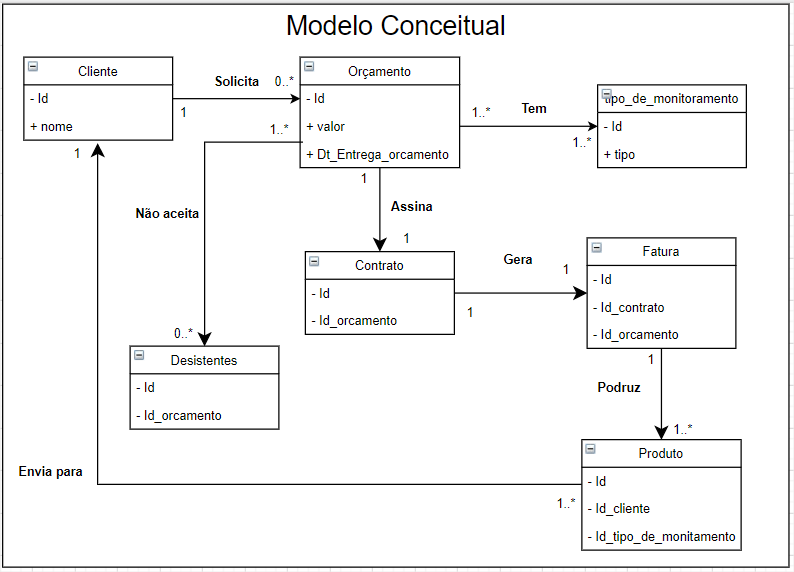 Modelo Conceitual
Cliente
- Id
+ nome
Solicita
0..*
1
Orçamento
- Id
+ valor
+ Dt_Entrega_orcamento
1..*
Tem
1..*
tipo_de_monitoramento
- Id
+ tipo
1..*
1
Não aceita
0..*
1
Assina
1
Contrato
- Id
- Id_orcamento
Gera
1
1
Fatura
- Id
- Id_contrato
- Id_orcamento
Desistentes
- Id
- Id_orcamento
1
Podruz
1..*
Produto
- Id
- Id_cliente
- Id_tipo_de_monitamento
Envia para
1..*